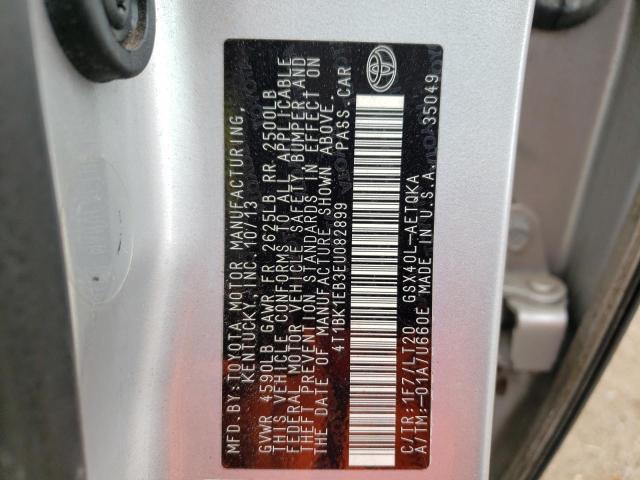 MFD. BY: TOYOTA MOTOR MANUFACTURING,
KENTUCKY, INC. 10/13
GVWR 4590LB GAWR FR 2625LB RR 2500LB
THIS VEHICLE CONFORMS TO ALL APPLICABLE
FEDERAL MOTOR VEHICLE SAFETY, BUMPER AND
THEFT PREVENTION STANDARDS IN EFFECT ON
THE DATE OF MANUFACTURE SHOWN ABOVE.
4T1BK1EB9EU082899 PASS. CAR
C/TR: 1F7/LT20 GSX40L-AETQKA
A/TM: -01A/U660E MADE IN U.S.A. 35049